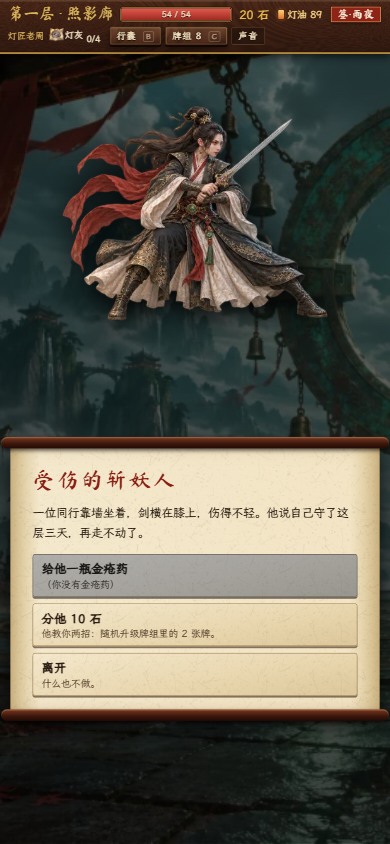 第一层·照影廊 54 / 54 20 石 灯油 89 签·雨夜
灯匠老周 灯灰 0/4 行囊 B 牌组 8 C 声音
受伤的斩妖人
一位同行靠墙坐着，剑横在膝上，伤得不轻。他说自己守了这
层三天，再走不动了。
给他一瓶金疮药
（你没有金疮药）
分他 10 石
他教你两招：随机升级牌组里的 2 张牌。
离开
什么也不做。